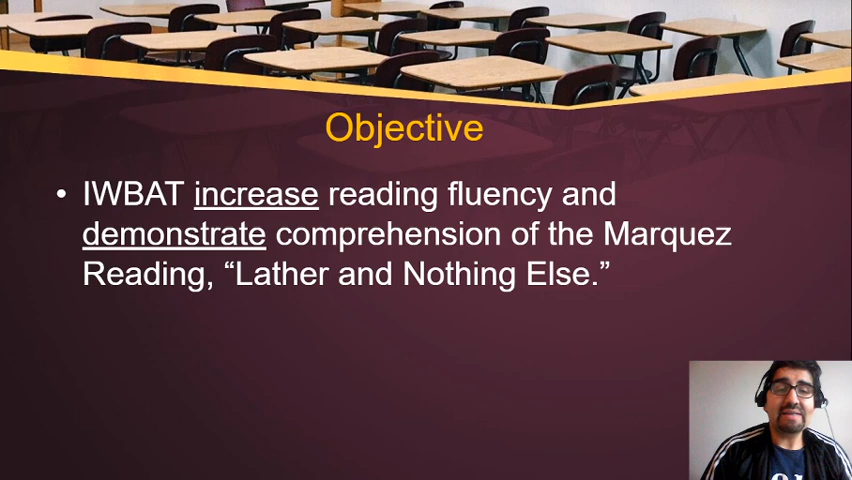 Objective
• IWBAT increase reading fluency and
demonstrate comprehension of the Marquez
Reading, “Lather and Nothing Else.”